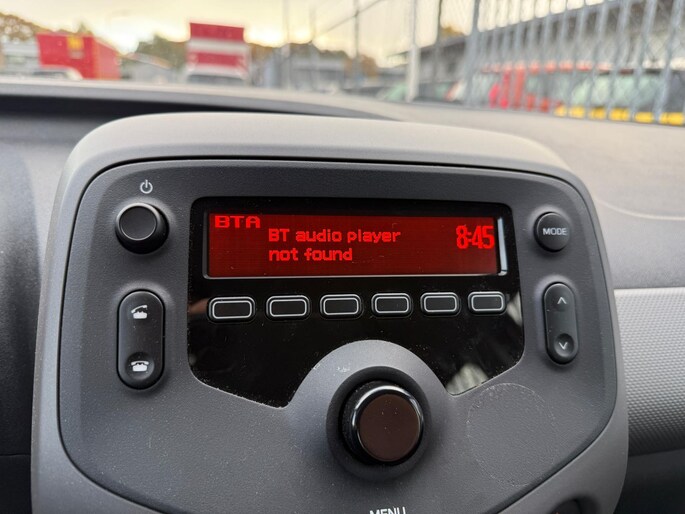 BTA
BT audio player
not found
8:45
MODE
MENU